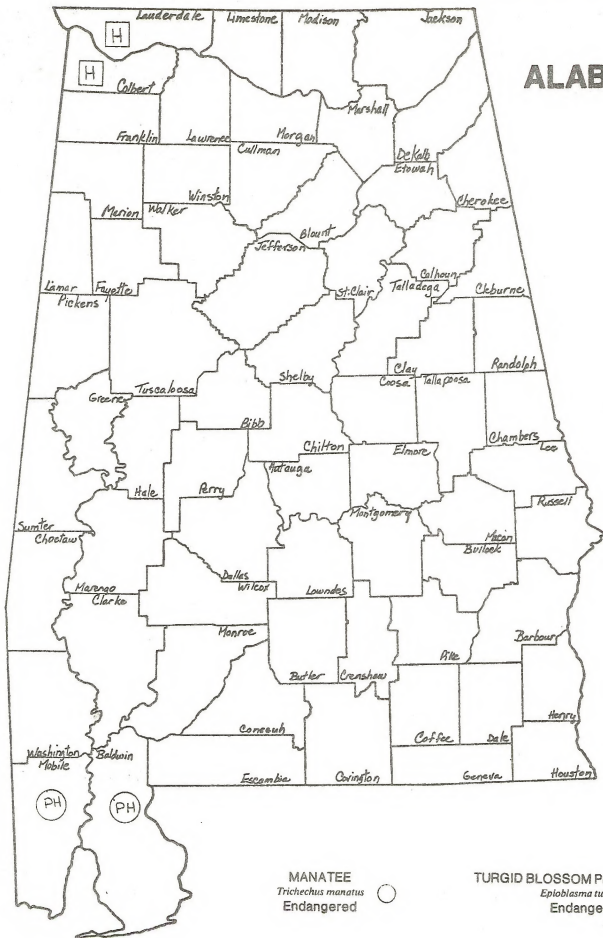 Lauderdale Limestone Madison Jackson
H
H
ALAB
Colbert
Marshall
Franklin Lawrence Morgan
Cullman DeKalb
Etowah
Winston Cherokee
Marion Walker
Blount
Jefferson
Calhoun
Lamar Fayette St. Clair Talladega Cleburne
Pickens
Clay Randolph
Shelby Coosa Tallapoosa
Tuscaloosa
Greene
Bibb
Chambers
Chilton Elmore Lee
Autauga
Hale Perry Russell
Montgomery
Sumter Macon
Choctaw Bullock
Dallas
Marengo Wilcox Lowndes
Clarke
Monroe Barbour
Pike
Butler Crenshaw
Henry
Conecuh Coffee Dale
Washington Baldwin
Mobile Escambia Covington Geneva Houston
PH PH
MANATEE
Trichechus manatus
Endangered
TURGID BLOSSOM P
Epioblasma tu
Endange